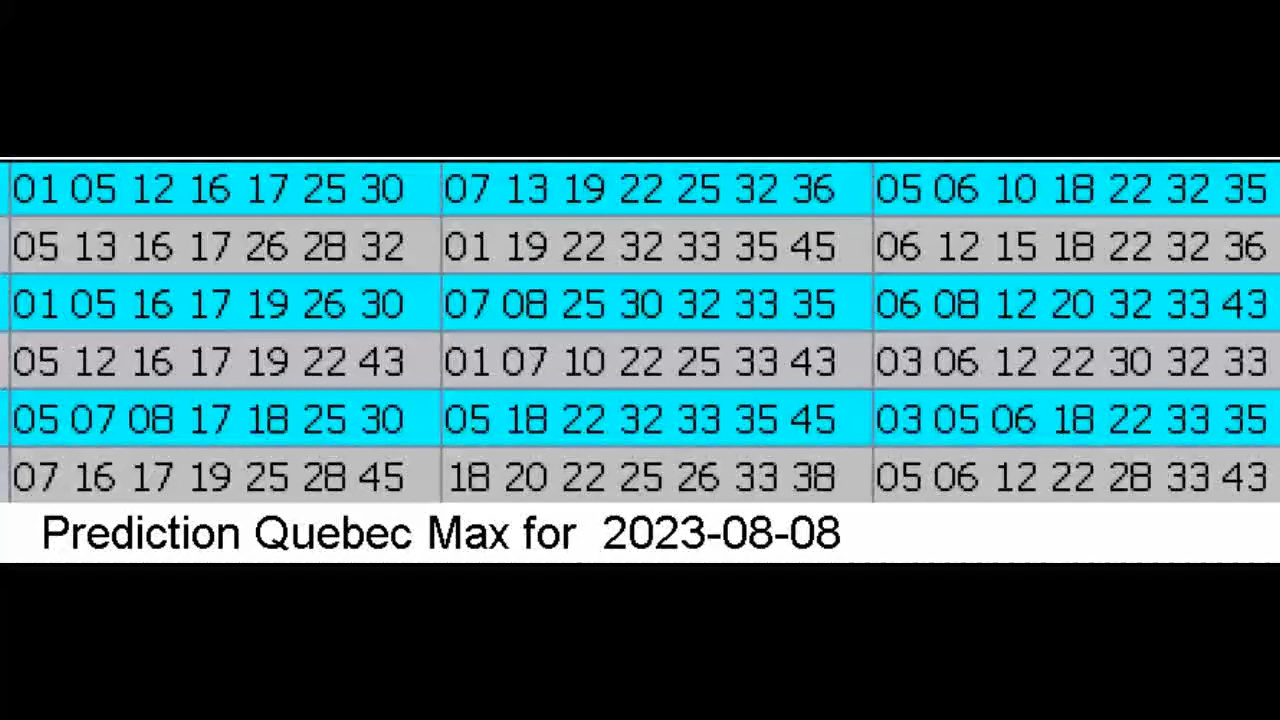 01 05 12 16 17 25 30 07 13 19 22 25 32 36 05 06 10 18 22 32 35
05 13 16 17 26 28 32 01 19 22 32 33 35 45 06 12 15 18 22 32 36
01 05 16 17 19 26 30 07 08 25 30 32 33 35 06 08 12 20 32 33 43
05 12 16 17 19 22 43 01 07 10 22 25 33 43 03 06 12 22 30 32 33
05 07 08 17 18 25 30 05 18 22 32 33 35 45 03 05 06 18 22 33 35
07 16 17 19 25 28 45 18 20 22 25 26 33 38 05 06 12 22 28 33 43
Prediction Quebec Max for 2023-08-08